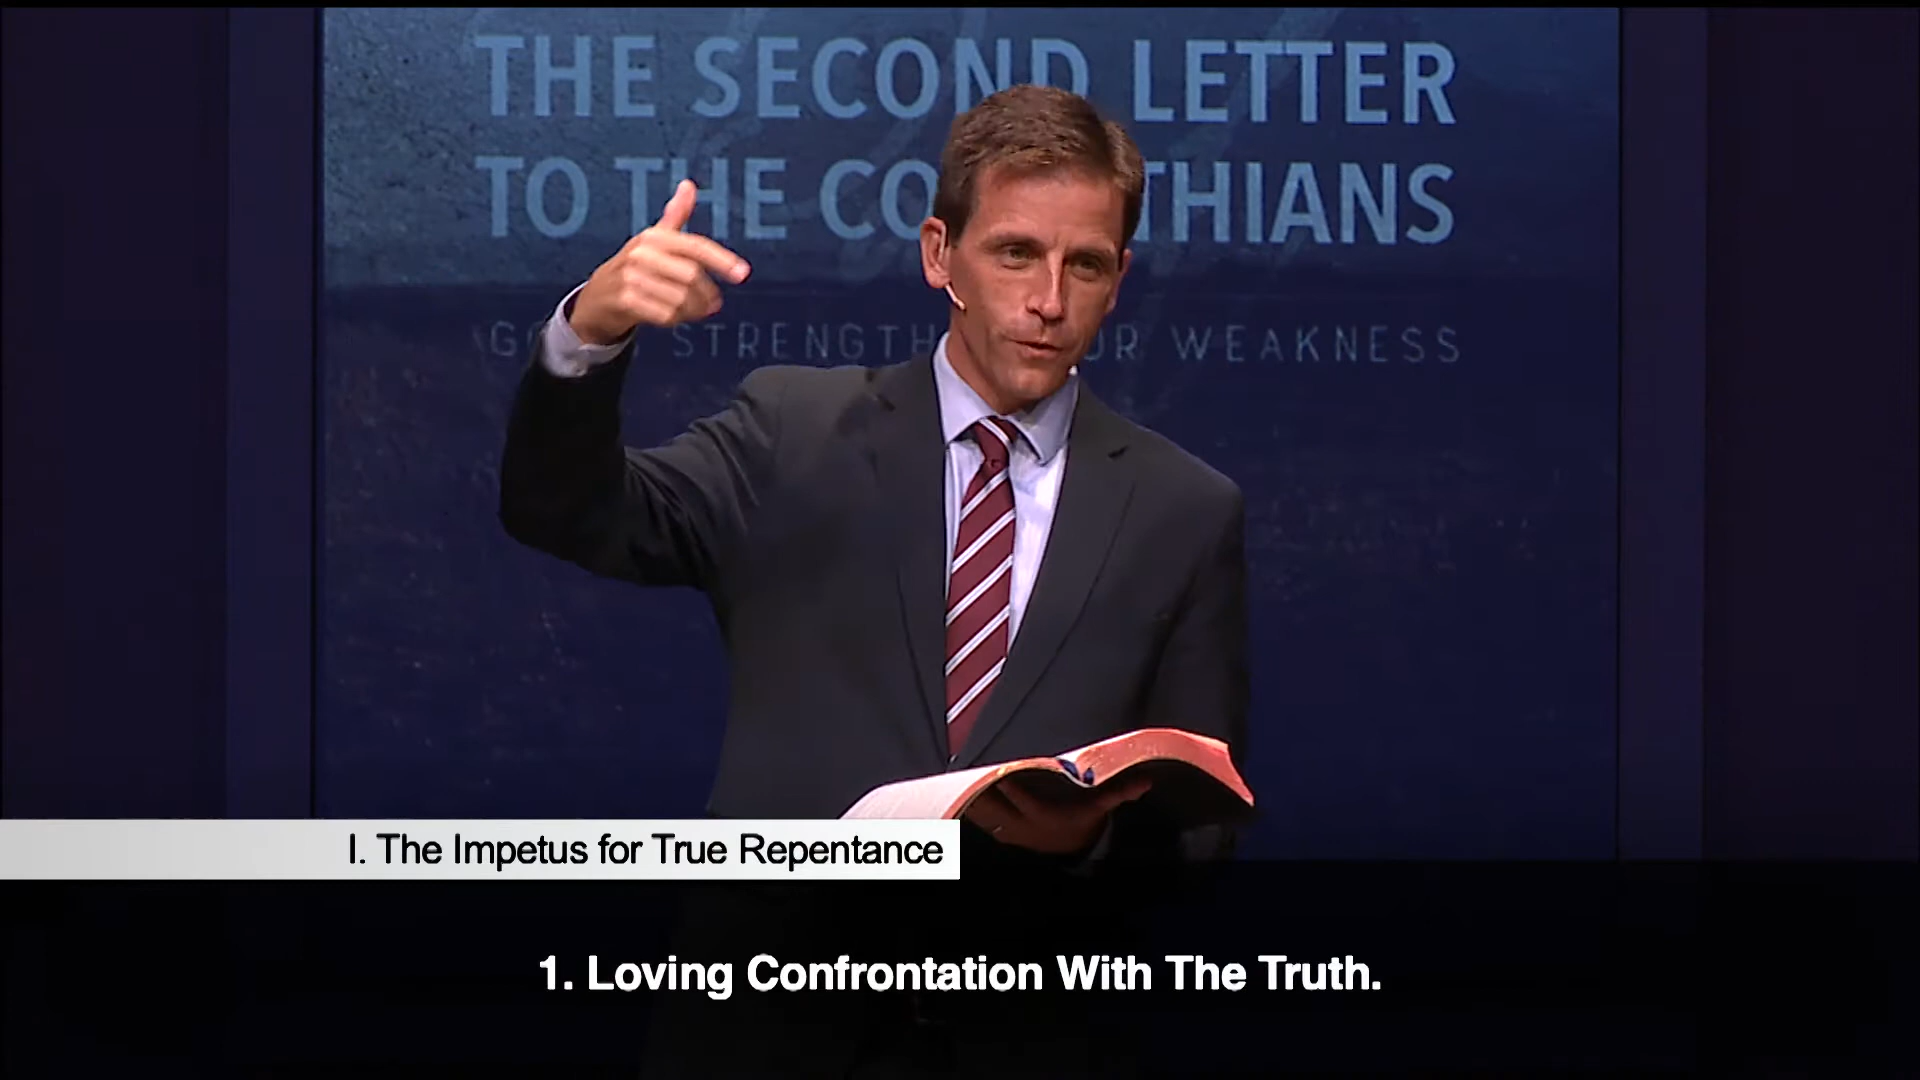 THE SECOND LETTER
TO THE CO THIANS
STRENGTH WEAKNESS
I. The Impetus for True Repentance
1. Loving Confrontation With The Truth.